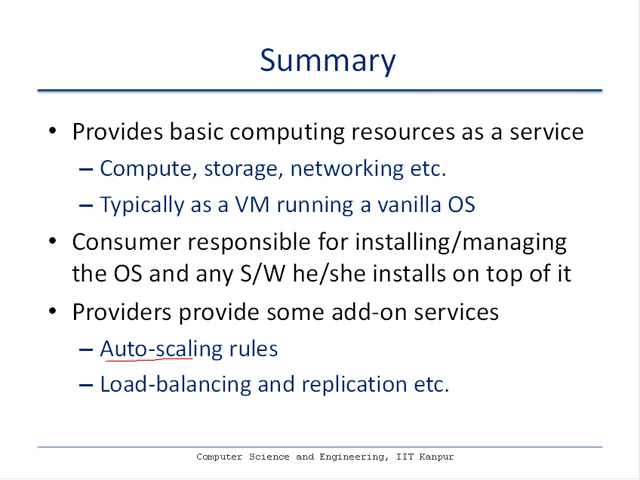 Summary
• Provides basic computing resources as a service
– Compute, storage, networking etc.
– Typically as a VM running a vanilla OS
• Consumer responsible for installing/managing
the OS and any S/W he/she installs on top of it
• Providers provide some add-on services
– Auto-scaling rules
– Load-balancing and replication etc.
Computer Science and Engineering, IIT Kanpur